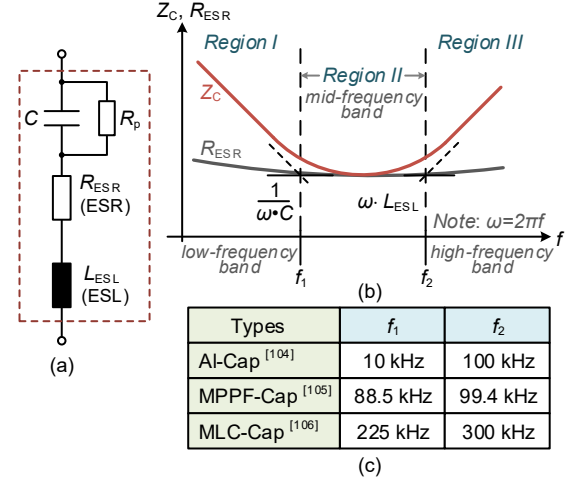 C
R_p
R_ESR
(ESR)
L_ESL
(ESL)
(a)
Z_C, R_ESR
Region I
Region II
mid-frequency
band
Region III
Z_C
R_ESR
1
ω•C
ω· L_ESL
Note: ω=2πf
f
low-frequency
band
f_1
f_2
high-frequency
band
(b)
Types f_1 f_2
Al-Cap [104] 10 kHz 100 kHz
MPPF-Cap [105] 88.5 kHz 99.4 kHz
MLC-Cap [106] 225 kHz 300 kHz
(c)